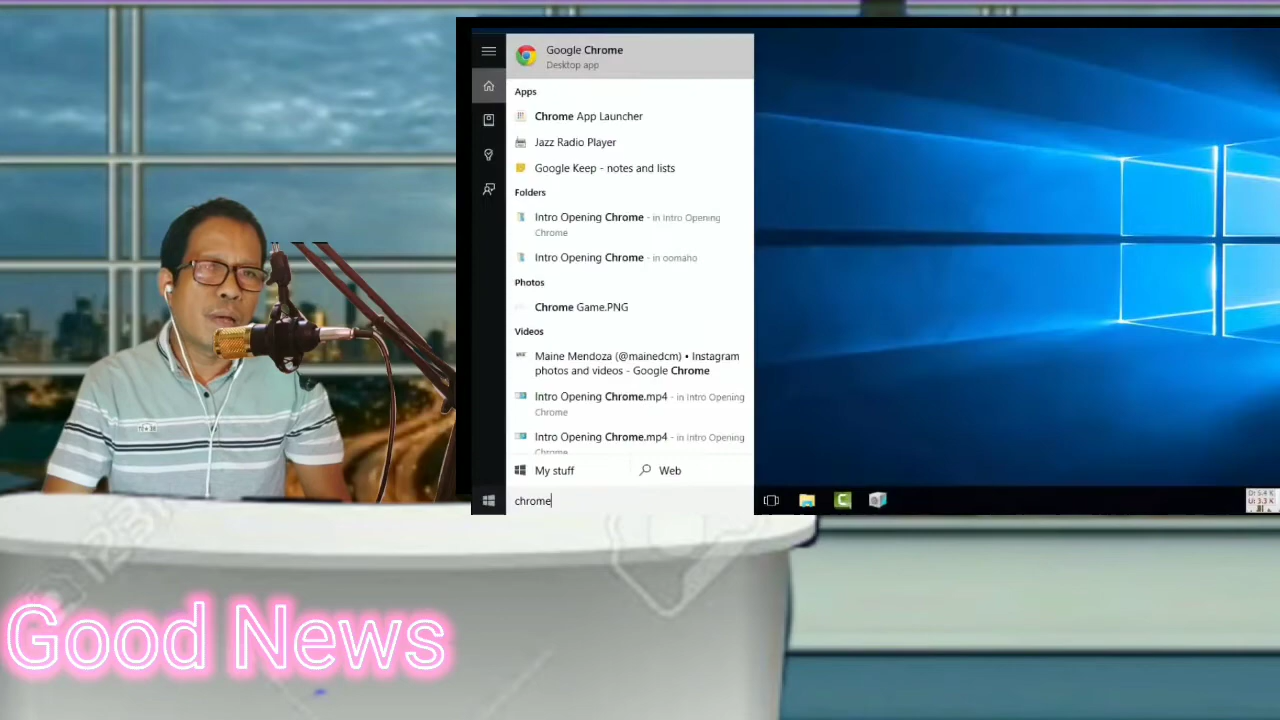 Google Chrome
Desktop app
Apps
Chrome App Launcher
Jazz Radio Player
Google Keep - notes and lists
Folders
Intro Opening Chrome - in Intro Opening
Chrome
Intro Opening Chrome - in oomaho
Photos
Chrome Game.PNG
Videos
Maine Mendoza (@mainedcm) • Instagram
photos and videos - Google Chrome
Intro Opening Chrome.mp4 - in Intro Opening
Chrome
Intro Opening Chrome.mp4 - in Intro Opening
Chrome
My stuff
Web
chrome
123
Good News